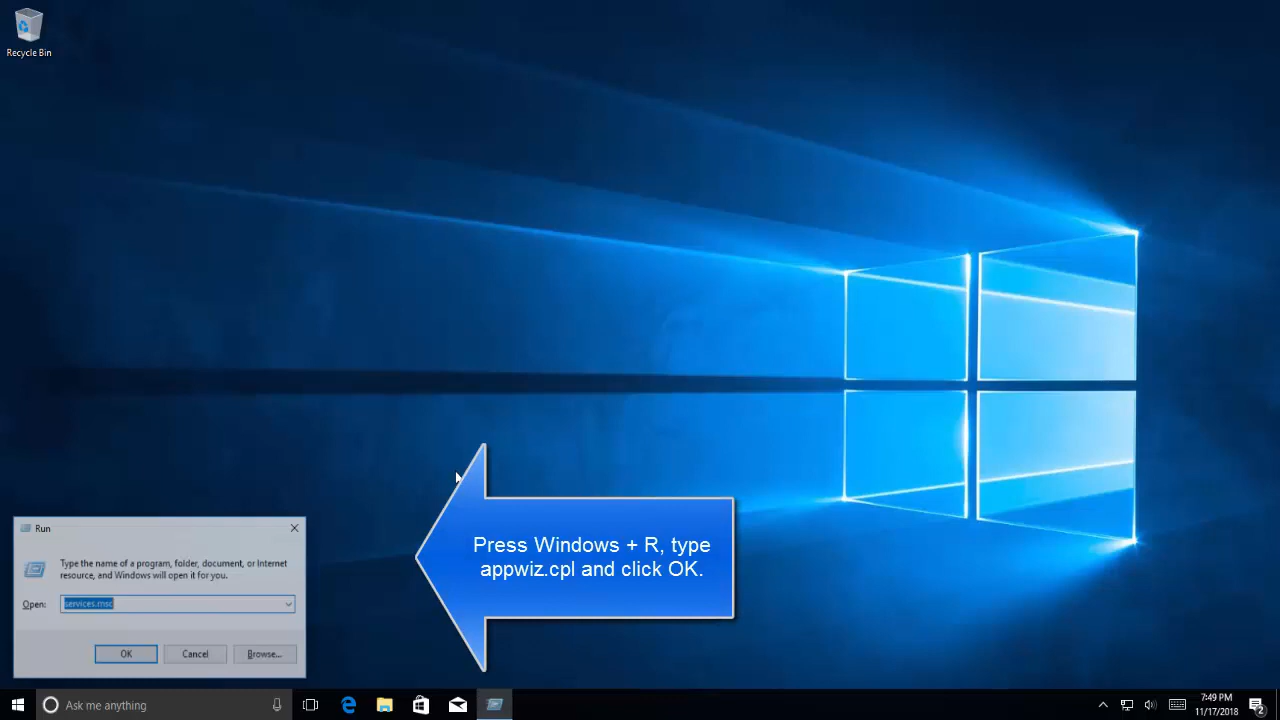 Recycle Bin
Press Windows + R, type
appwiz.cpl and click OK.
Run
Type the name of a program, folder, document, or Internet
resource, and Windows will open it for you.
Open: services.msc
OK Cancel Browse...
Ask me anything
7:49 PM
11/17/2018
2